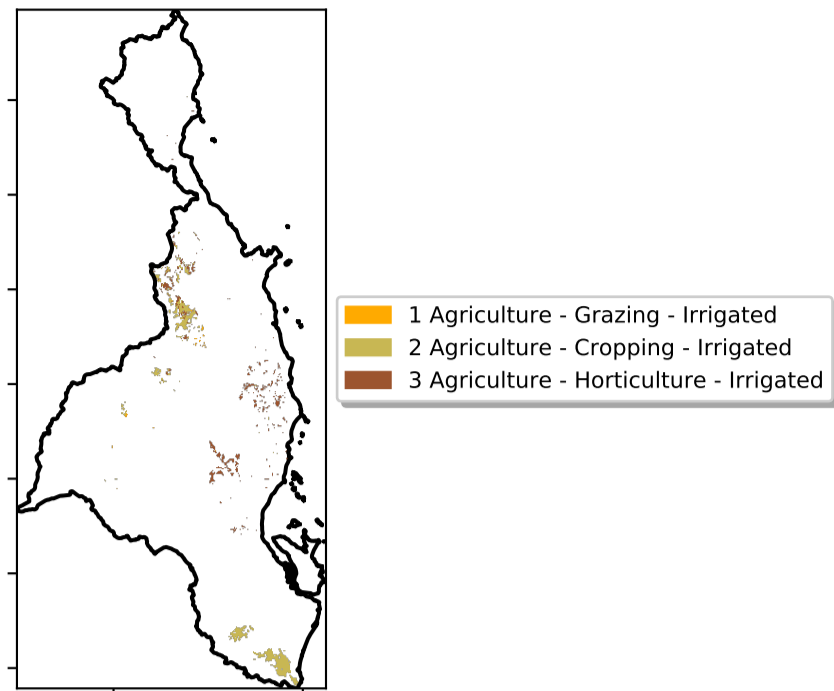 1 Agriculture - Grazing - Irrigated
2 Agriculture - Cropping - Irrigated
3 Agriculture - Horticulture - Irrigated